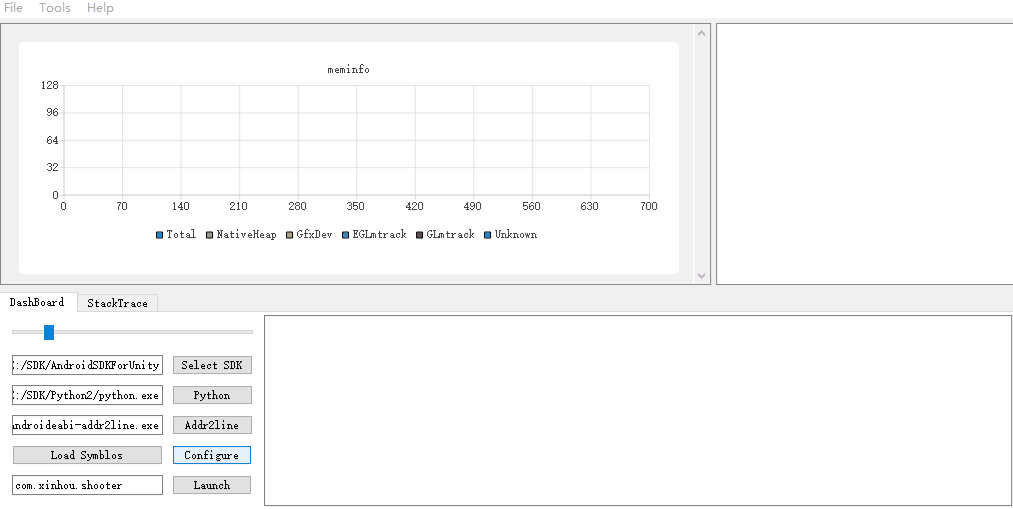 File Tools Help
meminfo
128
96
64
32
0
0 70 140 210 280 350 420 490 560 630 700
Total NativeHeap GfxDev EGLmtrack GLmtrack Unknown
DashBoard StackTrace
:/SDK/AndroidSDKForUnity Select SDK
:/SDK/Python2/python.exe Python
androideabi-addr2line.exe Addr2line
Load Symblos Configure
com.xinhou.shooter Launch